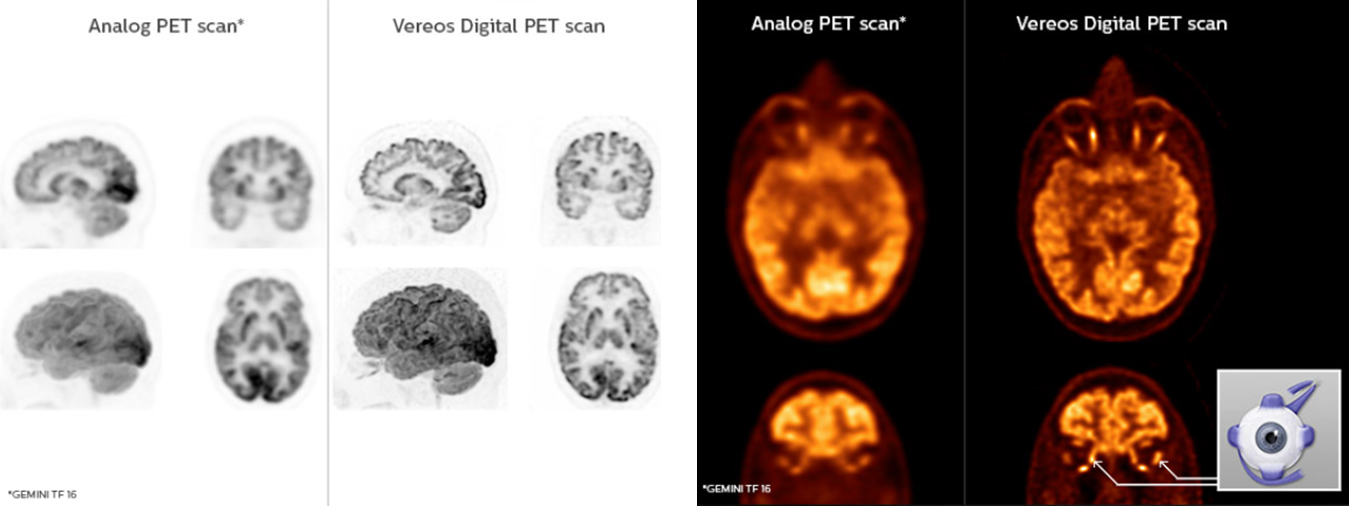 Analog PET scan*
Vereos Digital PET scan
*GEMINI TF 16
Analog PET scan*
Vereos Digital PET scan
*GEMINI TF 16